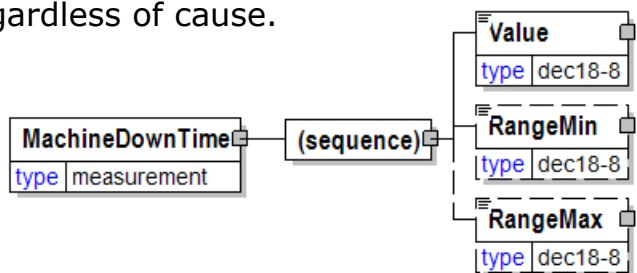 gardless of cause.
Value
type dec18-8
MachineDownTime
type measurement
(sequence)
RangeMin
type dec18-8
RangeMax
type dec18-8